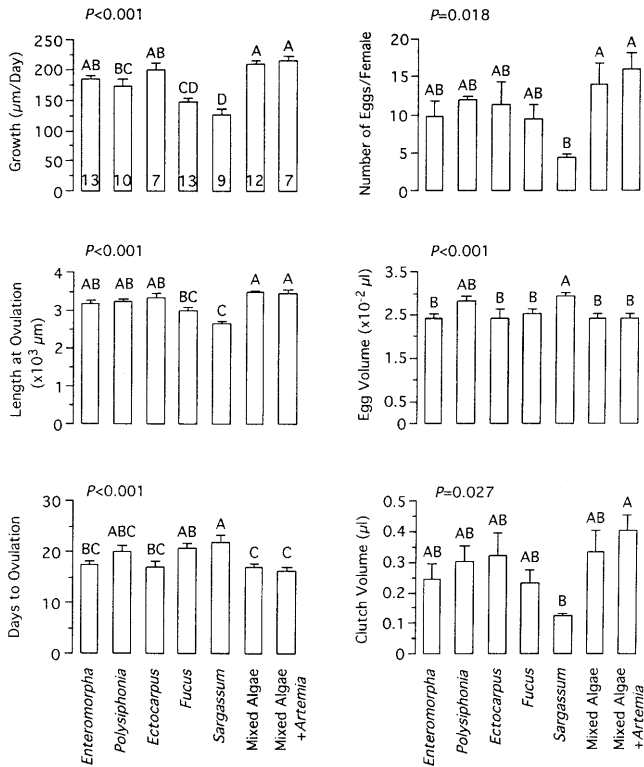 P<0.001
Growth (µm/Day)
250
200
150
100
50
0
AB
BC
AB
CD
D
A
A
13
10
7
13
9
12
7
P=0.018
Number of Eggs/Female
20
15
10
5
0
AB
AB
AB
AB
B
A
A
P<0.001
Length at Ovulation
(x10³ µm)
4
3
2
1
0
AB
AB
AB
BC
C
A
A
P<0.001
Egg Volume (x10⁻² µl)
3.5
2.5
1.5
0.5
0
B
AB
B
B
A
B
B
P<0.001
Days to Ovulation
30
20
10
0
BC
ABC
BC
AB
A
C
C
Enteromorpha
Polysiphonia
Ectocarpus
Fucus
Sargassum
Mixed Algae
Mixed Algae
+Artemia
P=0.027
Clutch Volume (µl)
0.5
0.4
0.3
0.2
0.1
0
AB
AB
AB
AB
B
AB
A
Enteromorpha
Polysiphonia
Ectocarpus
Fucus
Sargassum
Mixed Algae
Mixed Algae
+Artemia